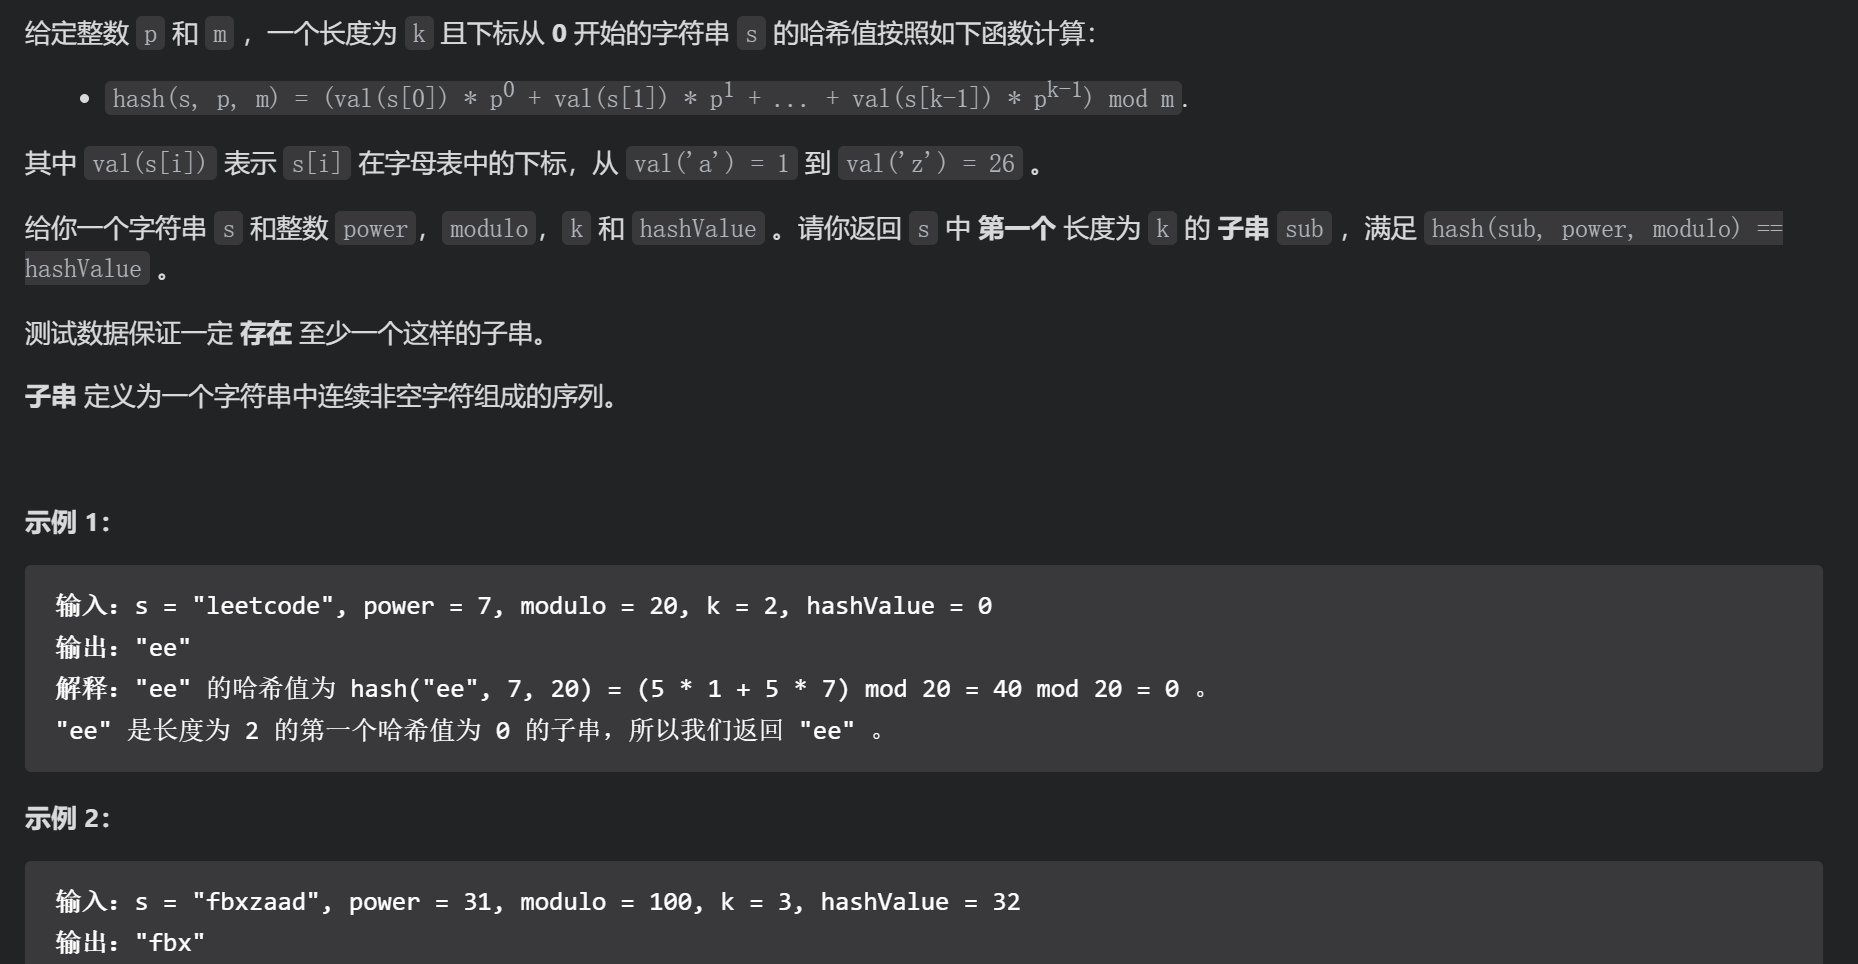 给定整数 p 和 m ，一个长度为 k 且下标从 0 开始的字符串 s 的哈希值按照如下函数计算：
• hash(s, p, m) = (val(s[0]) * p⁰ + val(s[1]) * p¹ + ... + val(s[k-1]) * pᵏ⁻¹) mod m.
其中 val(s[i]) 表示 s[i] 在字母表中的下标，从 val('a') = 1 到 val('z') = 26 。
给你一个字符串 s 和整数 power，modulo，k 和 hashValue 。请你返回 s 中 第一个 长度为 k 的 子串 sub ，满足 hash(sub, power, modulo) ==
hashValue 。
测试数据保证一定 存在 至少一个这样的子串。
子串 定义为一个字符串中连续非空字符组成的序列。
示例 1：
输入：s = "leetcode", power = 7, modulo = 20, k = 2, hashValue = 0
输出："ee"
解释："ee" 的哈希值为 hash("ee", 7, 20) = (5 * 1 + 5 * 7) mod 20 = 40 mod 20 = 0 。
"ee" 是长度为 2 的第一个哈希值为 0 的子串，所以我们返回 "ee" 。
示例 2：
输入：s = "fbxzaad", power = 31, modulo = 100, k = 3, hashValue = 32
输出："fbx"